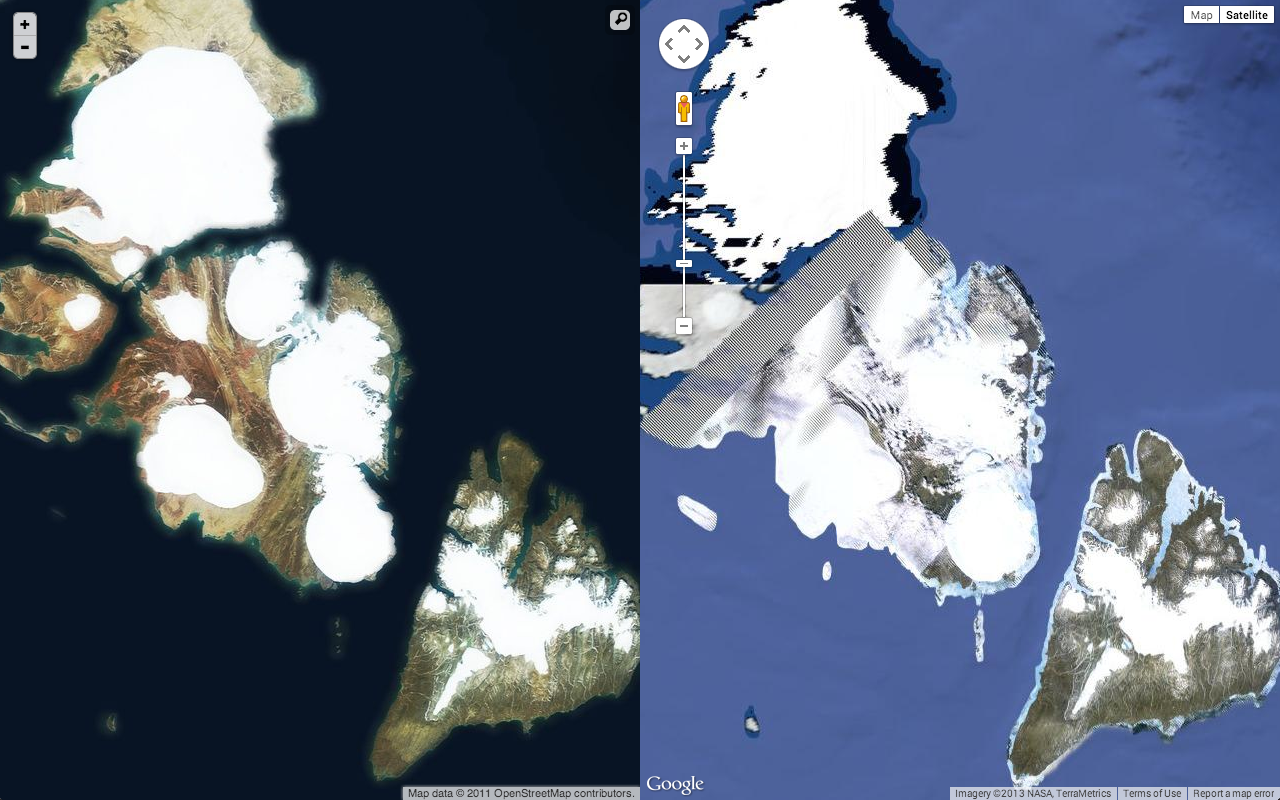 +
-
Map data © 2011 OpenStreetMap contributors.
Map Satellite
+
−
Google
Imagery ©2013 NASA, TerraMetrics Terms of Use Report a map error